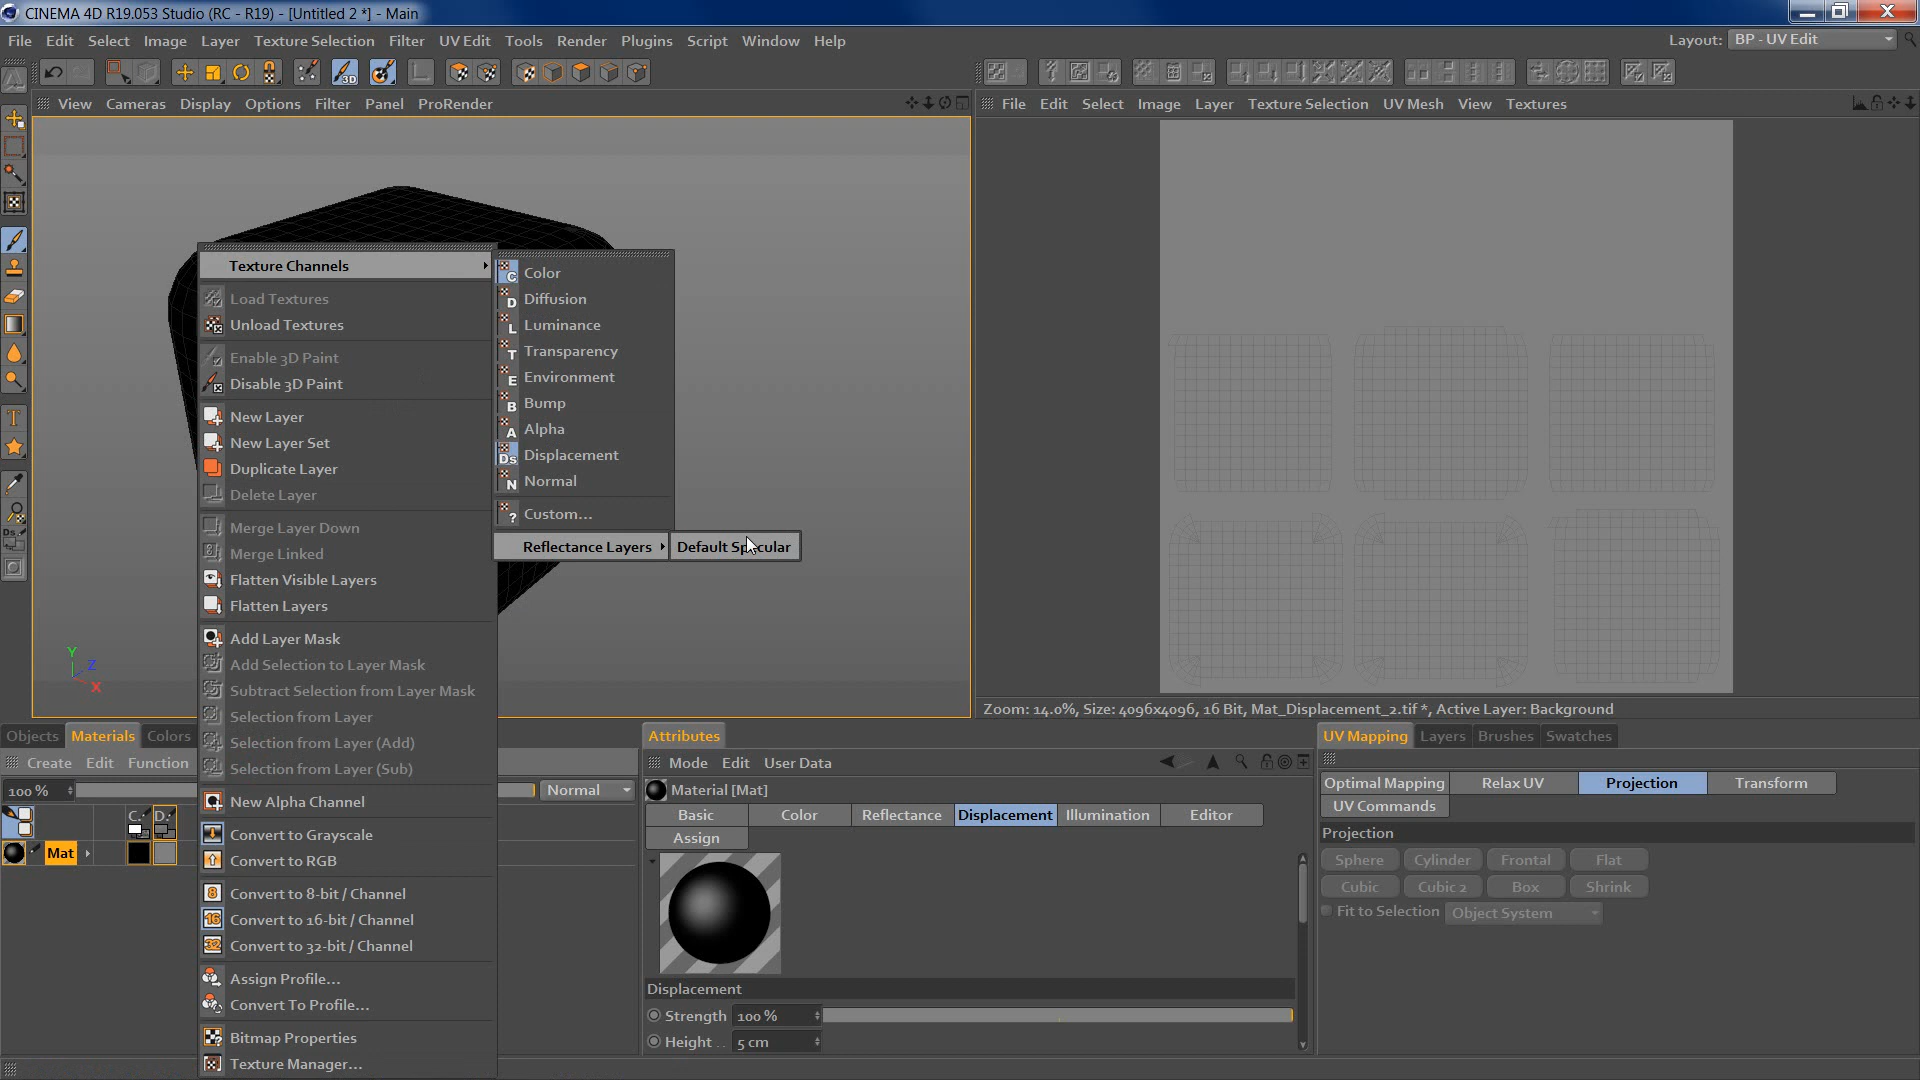 CINEMA 4D R19.053 Studio (RC - R19) - [Untitled 2 *] - Main
File Edit Select Image Layer Texture Selection Filter UV Edit Tools Render Plugins Script Window Help
Layout: BP - UV Edit
View Cameras Display Options Filter Panel ProRender
File Edit Select Image Layer Texture Selection UV Mesh View Textures
Texture Channels
Load Textures
Unload Textures
Enable 3D Paint
Disable 3D Paint
New Layer
New Layer Set
Duplicate Layer
Delete Layer
Merge Layer Down
Merge Linked
Flatten Visible Layers
Flatten Layers
Add Layer Mask
Add Selection to Layer Mask
Subtract Selection from Layer Mask
Selection from Layer
Selection from Layer (Add)
Selection from Layer (Sub)
New Alpha Channel
Convert to Grayscale
Convert to RGB
Convert to 8-bit / Channel
Convert to 16-bit / Channel
Convert to 32-bit / Channel
Assign Profile...
Convert To Profile...
Bitmap Properties
Texture Manager...
C Color
D Diffusion
L Luminance
T Transparency
E Environment
B Bump
A Alpha
Ds Displacement
N Normal
? Custom...
Reflectance Layers
Default Specular
Y
Z
X
Zoom: 14.0%, Size: 4096x4096, 16 Bit, Mat_Displacement_2.tif *, Active Layer: Background
Objects Materials Colors
Create Edit Function
100 %
Normal
C. D.
Mat
Attributes
Mode Edit User Data
Material [Mat]
Basic Color Reflectance Displacement Illumination Editor
Assign
Displacement
Strength 100 %
Height . . 5 cm
UV Mapping Layers Brushes Swatches
Optimal Mapping Relax UV Projection Transform
UV Commands
Projection
Sphere Cylinder Frontal Flat
Cubic Cubic 2 Box Shrink
Fit to Selection Object System